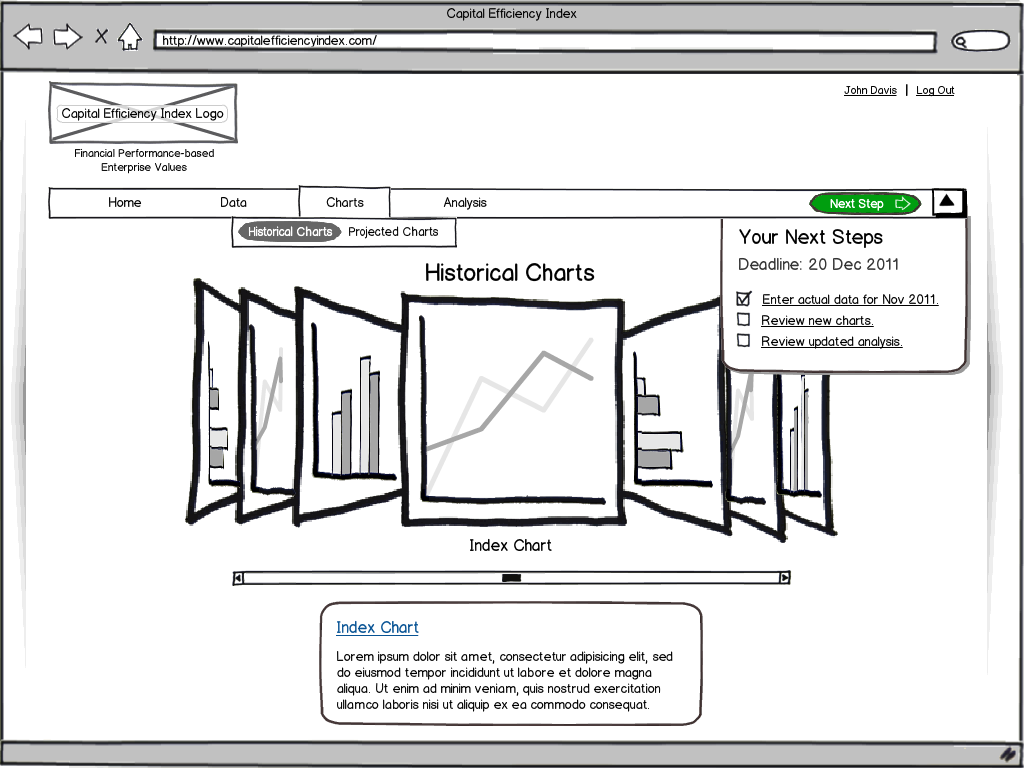 Capital Efficiency Index
http://www.capitalefficiencyindex.com/
John Davis | Log Out
Capital Efficiency Index Logo
Financial Performance-based
Enterprise Values
Home Data Charts Analysis Next Step
Historical Charts Projected Charts
Your Next Steps
Deadline: 20 Dec 2011
Enter actual data for Nov 2011.
Review new charts.
Review updated analysis.
Historical Charts
Index Chart
Index Chart
Lorem ipsum dolor sit amet, consectetur adipisicing elit, sed
do eiusmod tempor incididunt ut labore et dolore magna
aliqua. Ut enim ad minim veniam, quis nostrud exercitation
ullamco laboris nisi ut aliquip ex ea commodo consequat.